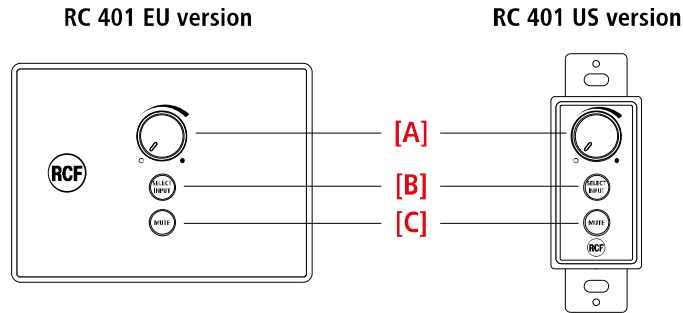 RC 401 EU version
RC 401 US version
[A]
RCF
SELECT
INPUT
[B]
SELECT
INPUT
MUTE
[C]
MUTE
RCF